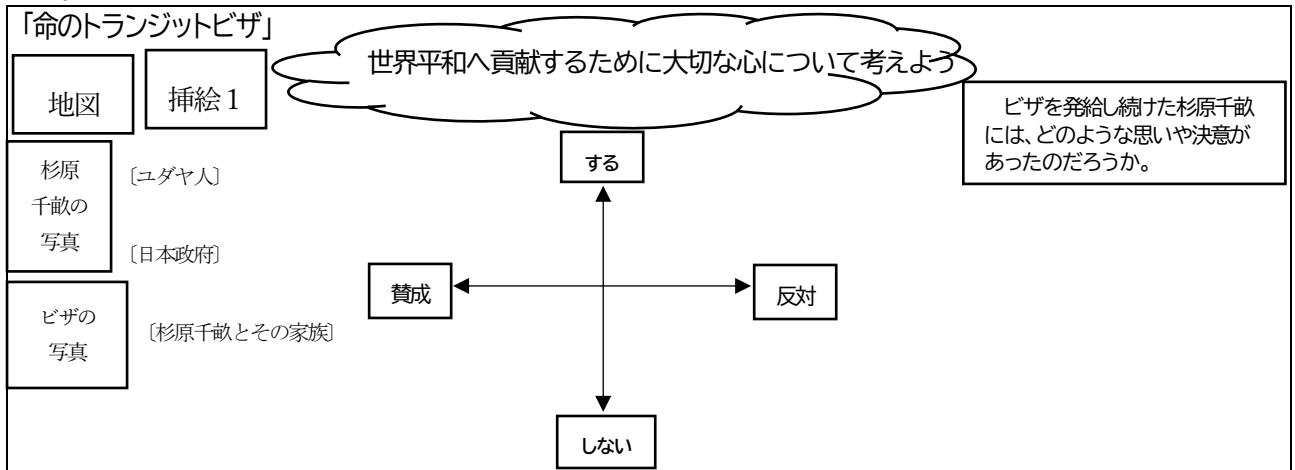 「命のトランジットビザ」
世界平和へ貢献するために大切な心について考えよう
地図
挿絵１
ビザを発給し続けた杉原千畝
には、どのような思いや決意が
あったのだろうか。
する
杉原
千畝の
写真
〔ユダヤ人〕
〔日本政府〕
賛成
反対
ビザの
写真
〔杉原千畝とその家族〕
しない